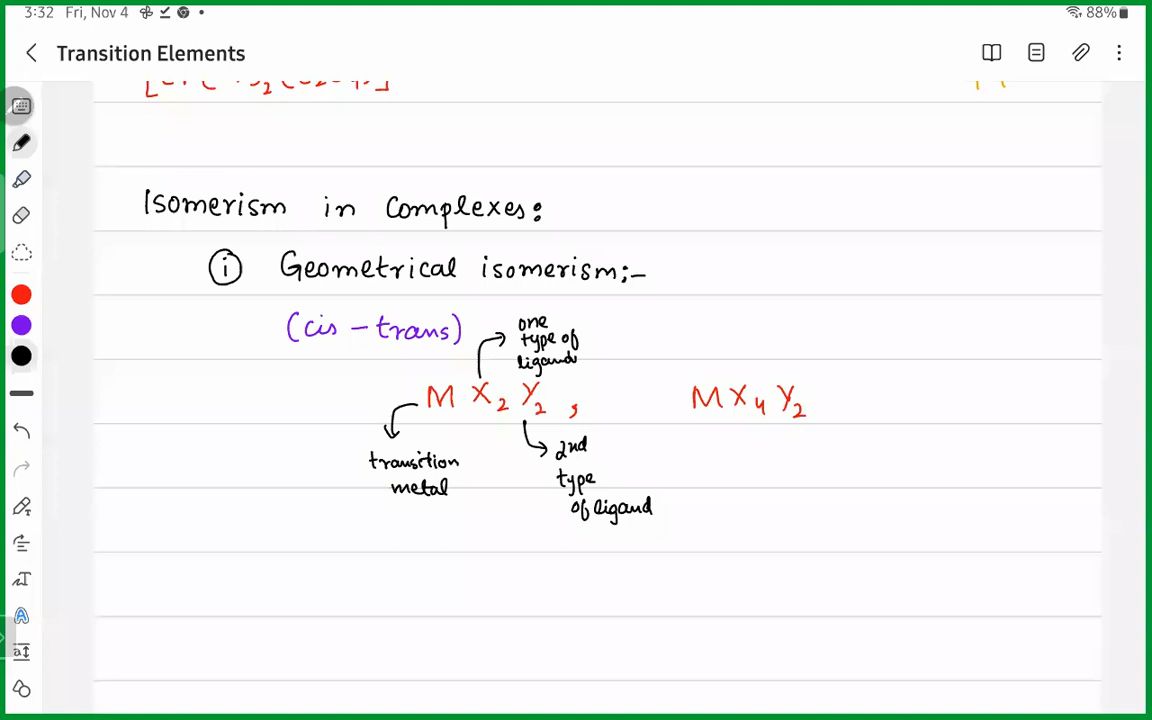 3:32 Fri, Nov 4
88%
Transition Elements
Isomerism in Complexes:
i Geometrical isomerism:-
(cis - trans)
one
type of
ligands
M X2 Y2 , M X4 Y2
transition
metal
2nd
type
of ligand